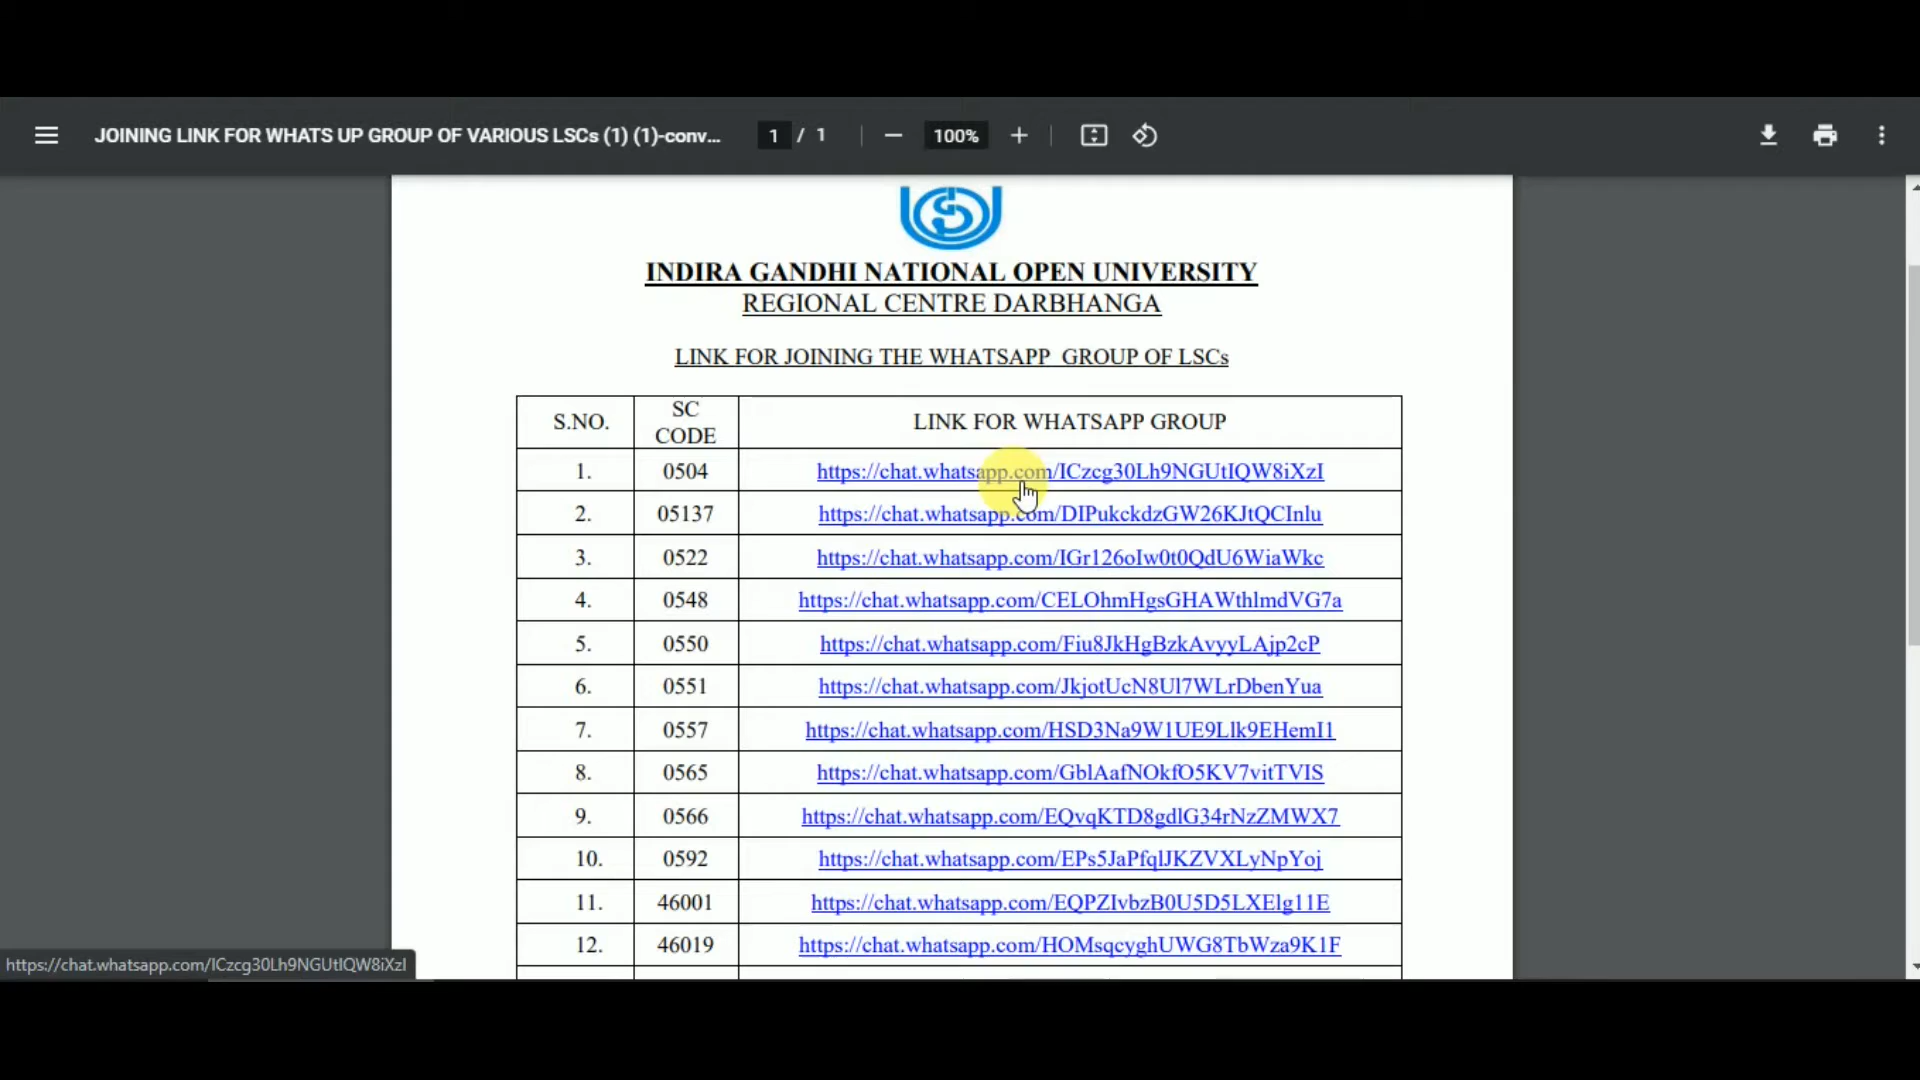 JOINING LINK FOR WHATS UP GROUP OF VARIOUS LSCs (1) (1)-conv... 1 / 1 100%
INDIRA GANDHI NATIONAL OPEN UNIVERSITY
REGIONAL CENTRE DARBHANGA
LINK FOR JOINING THE WHATSAPP GROUP OF LSCs
S.NO. SC CODE LINK FOR WHATSAPP GROUP
1. 0504 https://chat.whatsapp.com/ICzcg30Lh9NGUtIQW8iXzI
2. 05137 https://chat.whatsapp.com/DIPukckdzGW26KJtQCInlu
3. 0522 https://chat.whatsapp.com/IGr126oIw0t0QdU6WiaWkc
4. 0548 https://chat.whatsapp.com/CELOhmHgsGHAWthlmdVG7a
5. 0550 https://chat.whatsapp.com/Fiu8JkHgBzkAvyyLAjp2cP
6. 0551 https://chat.whatsapp.com/JkjotUcN8Ul7WLrDbenYua
7. 0557 https://chat.whatsapp.com/HSD3Na9W1UE9Llk9EHemI1
8. 0565 https://chat.whatsapp.com/GblAafNOkfO5KV7vitTVIS
9. 0566 https://chat.whatsapp.com/EQvqKTD8gdlG34rNzZMWX7
10. 0592 https://chat.whatsapp.com/EPs5JaPfqlJKZVXLyNpYoj
11. 46001 https://chat.whatsapp.com/EQPZIvbzB0U5D5LXElg11E
12. 46019 https://chat.whatsapp.com/HOMsqcyghUWG8TbWza9K1F
https://chat.whatsapp.com/ICzcg30Lh9NGUtIQW8iXzI